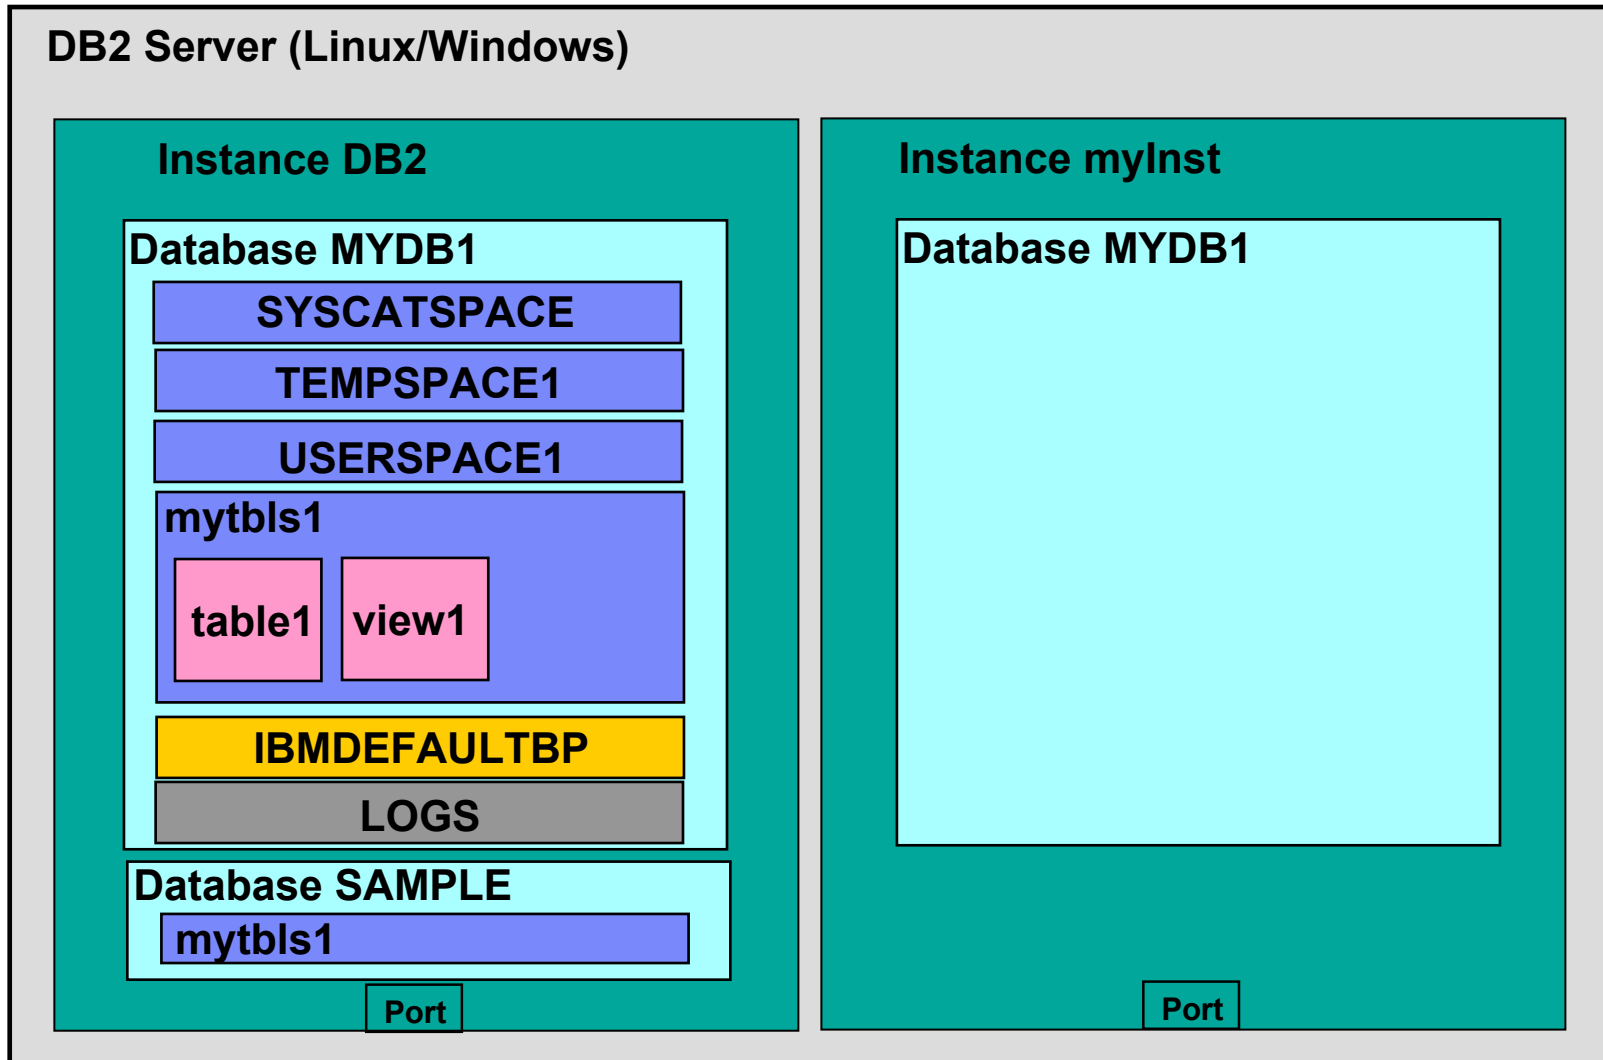 DB2 Server (Linux/Windows)
Instance DB2
Database MYDB1
SYSCATSPACE
TEMPSPACE1
USERSPACE1
mytbls1
table1
view1
IBMDEFAULTBP
LOGS
Database SAMPLE
mytbls1
Port
Instance myInst
Database MYDB1
Port